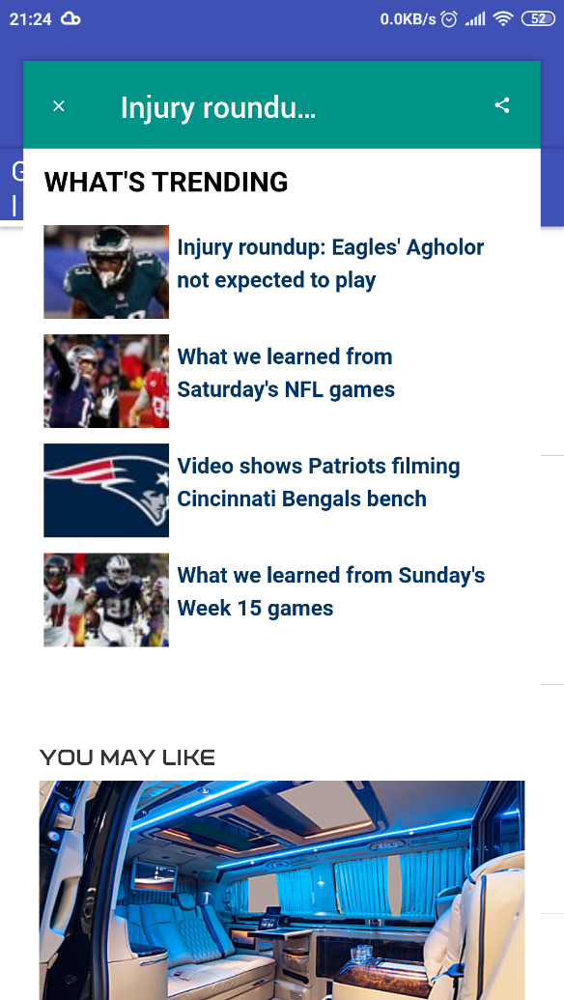 21:24
0.0KB/s
52
Injury roundu...
G
|
WHAT'S TRENDING
Injury roundup: Eagles' Agholor
not expected to play
What we learned from
Saturday's NFL games
Video shows Patriots filming
Cincinnati Bengals bench
What we learned from Sunday's
Week 15 games
YOU MAY LIKE